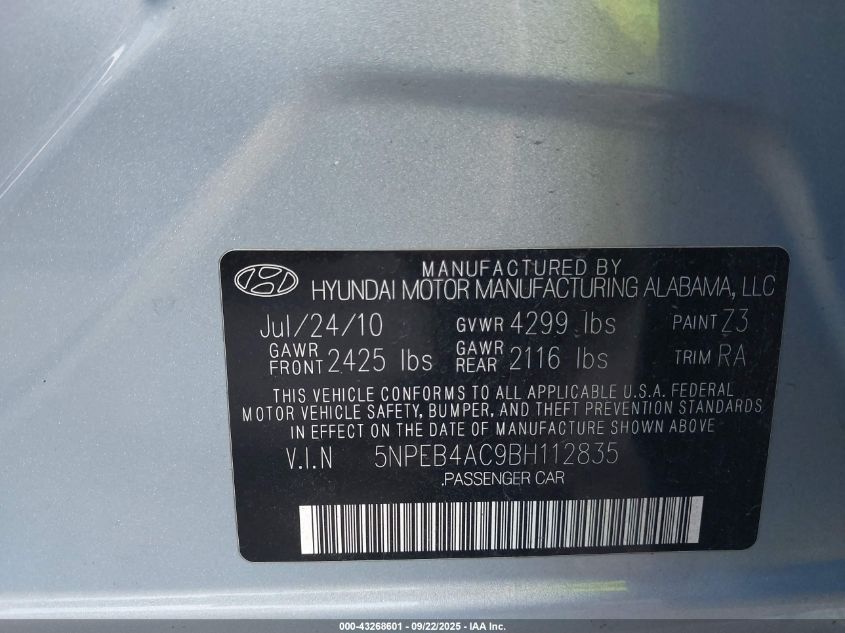 MANUFACTURED BY
HYUNDAI MOTOR MANUFACTURING ALABAMA, LLC
Jul/24/10 GVWR 4299 lbs PAINT Z3
GAWR FRONT 2425 lbs GAWR REAR 2116 lbs TRIM RA
THIS VEHICLE CONFORMS TO ALL APPLICABLE U.S.A. FEDERAL
MOTOR VEHICLE SAFETY, BUMPER, AND THEFT PREVENTION STANDARDS
IN EFFECT ON THE DATE OF MANUFACTURE SHOWN ABOVE
V.I.N 5NPEB4AC9BH112835
.PASSENGER CAR
000-43268601 - 09/22/2025 - IAA Inc.